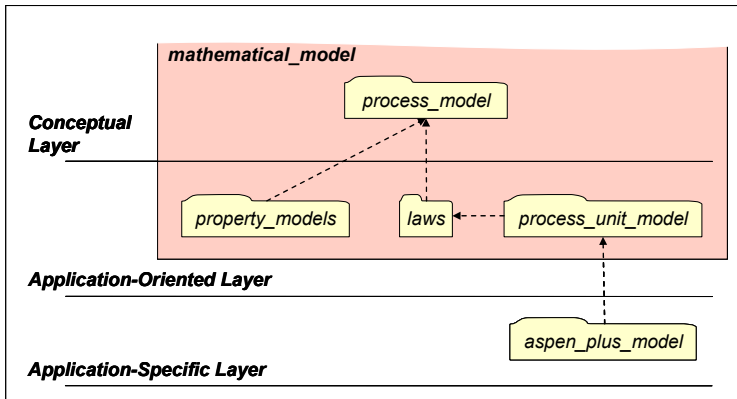 mathematical_model
process_model
Conceptual
Layer
property_models
laws
process_unit_model
Application-Oriented Layer
aspen_plus_model
Application-Specific Layer